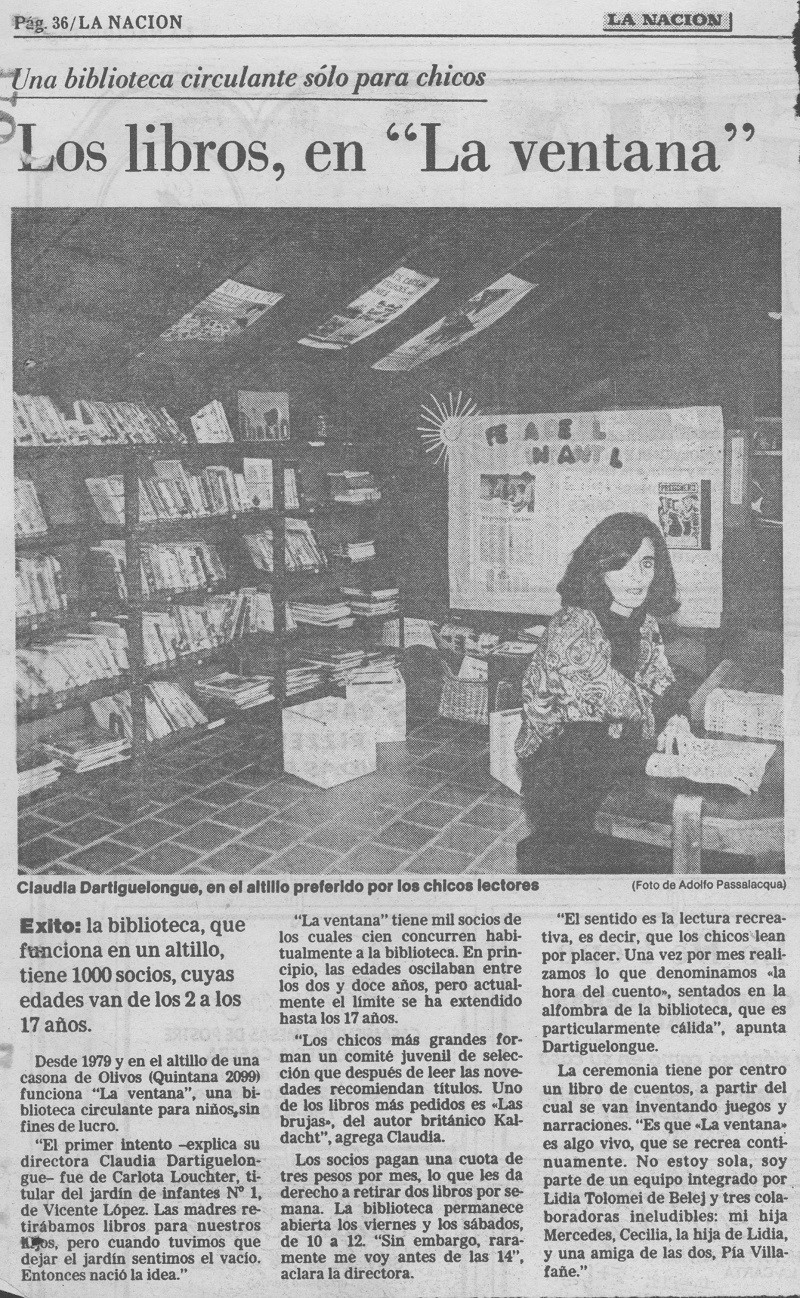 Pág. 36/LA NACION
LA NACION
Una biblioteca circulante sólo para chicos
Los libros, en “La ventana”
FE A DE L
IN ANT L
Claudia Dartiguelongue, en el altillo preferido por los chicos lectores
(Foto de Adolfo Passalacqua)
Exito: la biblioteca, que
funciona en un altillo,
tiene 1000 socios, cuyas
edades van de los 2 a los
17 años.
Desde 1979 y en el altillo de una
casona de Olivos (Quintana 2099)
funciona “La ventana”, una bi-
blioteca circulante para niños, sin
fines de lucro.
“El primer intento –explica su
directora Claudia Dartiguelon-
gue– fue de Carlota Louchter, ti-
tular del jardín de infantes Nº 1,
de Vicente López. Las madres re-
tirábamos libros para nuestros
hijos, pero cuando tuvimos que
dejar el jardín sentimos el vacío.
Entonces nació la idea.”
“La ventana” tiene mil socios de
los cuales cien concurren habi-
tualmente a la biblioteca. En prin-
cipio, las edades oscilaban entre
los dos y doce años, pero actual-
mente el límite se ha extendido
hasta los 17 años.
“Los chicos más grandes for-
man un comité juvenil de selec-
ción que después de leer las nove-
dades recomiendan títulos. Uno
de los libros más pedidos es «Las
brujas», del autor británico Kal-
dacht”, agrega Claudia.
Los socios pagan una cuota de
tres pesos por mes, lo que les da
derecho a retirar dos libros por se-
mana. La biblioteca permanece
abierta los viernes y los sábados,
de 10 a 12. “Sin embargo, rara-
mente me voy antes de las 14”,
aclara la directora.
“El sentido es la lectura recrea-
tiva, es decir, que los chicos lean
por placer. Una vez por mes reali-
zamos lo que denominamos «la
hora del cuento», sentados en la
alfombra de la biblioteca, que es
particularmente cálida”, apunta
Dartiguelongue.
La ceremonia tiene por centro
un libro de cuentos, a partir del
cual se van inventando juegos y
narraciones. “Es que «La ventana»
es algo vivo, que se recrea conti-
nuamente. No estoy sola, soy
parte de un equipo integrado por
Lidia Tolomei de Belej y tres cola-
boradoras ineludibles: mi hija
Mercedes, Cecilia, la hija de Lidia,
y una amiga de las dos, Pía Villa-
fañe.”